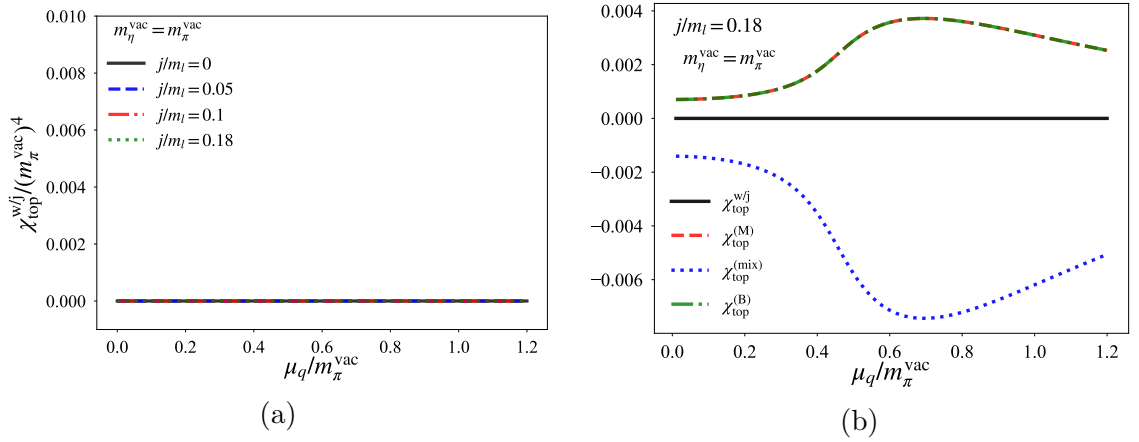 χ_top^{w/j}/(m_π^{vac})^4
0.010
0.008
0.006
0.004
0.002
0.000
m_η^{vac} = m_π^{vac}
j/m_l = 0
j/m_l = 0.05
j/m_l = 0.1
j/m_l = 0.18
0.0 0.2 0.4 0.6 0.8 1.0 1.2
μ_q/m_π^{vac}
(a)
0.004
0.002
0.000
−0.002
−0.004
−0.006
j/m_l = 0.18
m_η^{vac} = m_π^{vac}
χ_top^{w/j}
χ_top^{(M)}
χ_top^{(mix)}
χ_top^{(B)}
0.0 0.2 0.4 0.6 0.8 1.0 1.2
μ_q/m_π^{vac}
(b)